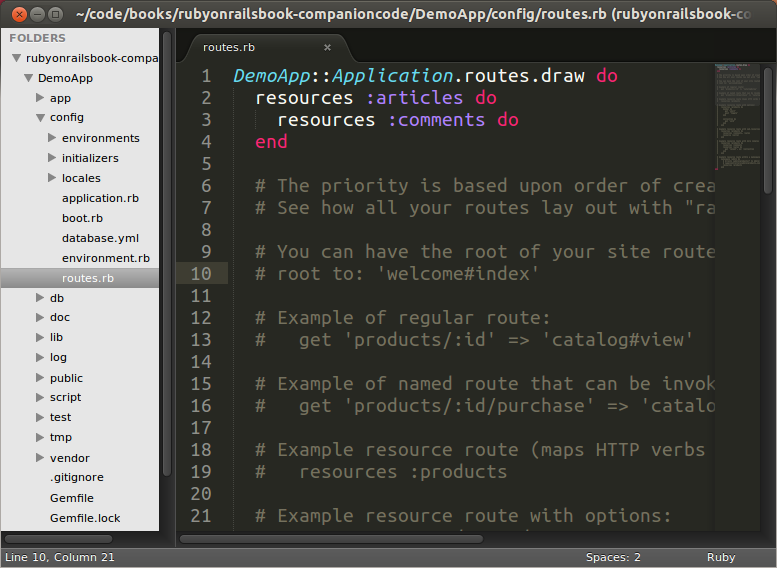 ~/code/books/rubyonrailsbook-companioncode/DemoApp/config/routes.rb (rubyonrailsbook-co
FOLDERS
rubyonrailsbook-compa
DemoApp
app
config
environments
initializers
locales
application.rb
boot.rb
database.yml
environment.rb
routes.rb
db
doc
lib
log
public
script
test
tmp
vendor
.gitignore
Gemfile
Gemfile.lock
routes.rb ×
1 DemoApp::Application.routes.draw do
2 resources :articles do
3 resources :comments do
4 end
5
6 # The priority is based upon order of crea
7 # See how all your routes lay out with "ra
8
9 # You can have the root of your site route
10 # root to: 'welcome#index'
11
12 # Example of regular route:
13 #   get 'products/:id' => 'catalog#view'
14
15 # Example of named route that can be invok
16 #   get 'products/:id/purchase' => 'catalo
17
18 # Example resource route (maps HTTP verbs
19 #   resources :products
20
21 # Example resource route with options:
Line 10, Column 21
Spaces: 2
Ruby